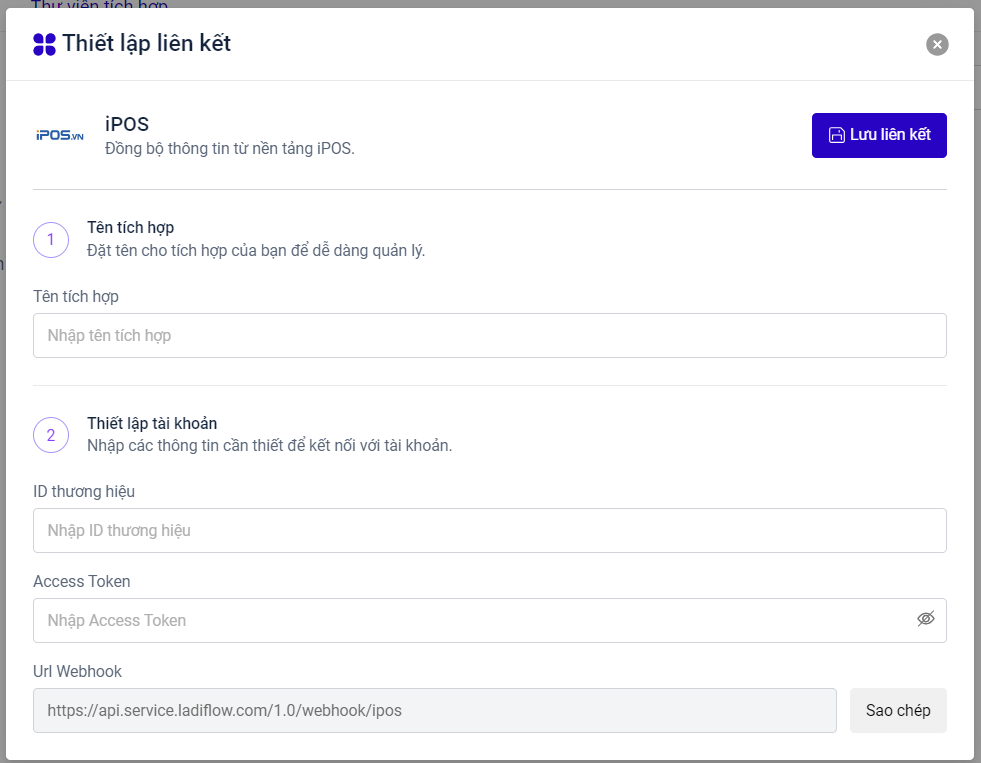 Thư viện tích hợp
Thiết lập liên kết
iPOS.VN
iPOS
Đồng bộ thông tin từ nền tảng iPOS.
Lưu liên kết
1
Tên tích hợp
Đặt tên cho tích hợp của bạn để dễ dàng quản lý.
Tên tích hợp
Nhập tên tích hợp
2
Thiết lập tài khoản
Nhập các thông tin cần thiết để kết nối với tài khoản.
ID thương hiệu
Nhập ID thương hiệu
Access Token
Nhập Access Token
Url Webhook
https://api.service.ladiflow.com/1.0/webhook/ipos
Sao chép